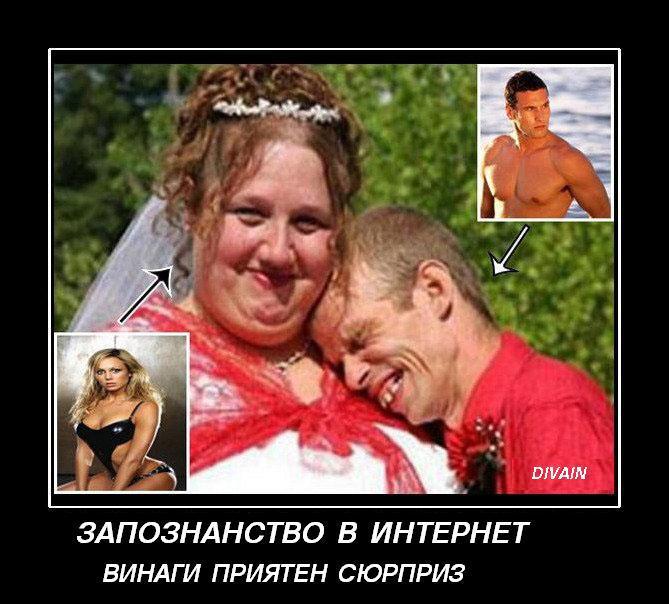 DIVAIN
ЗАПОЗНАНСТВО В ИНТЕРНЕТ
ВИНАГИ ПРИЯТЕН СЮРПРИЗ